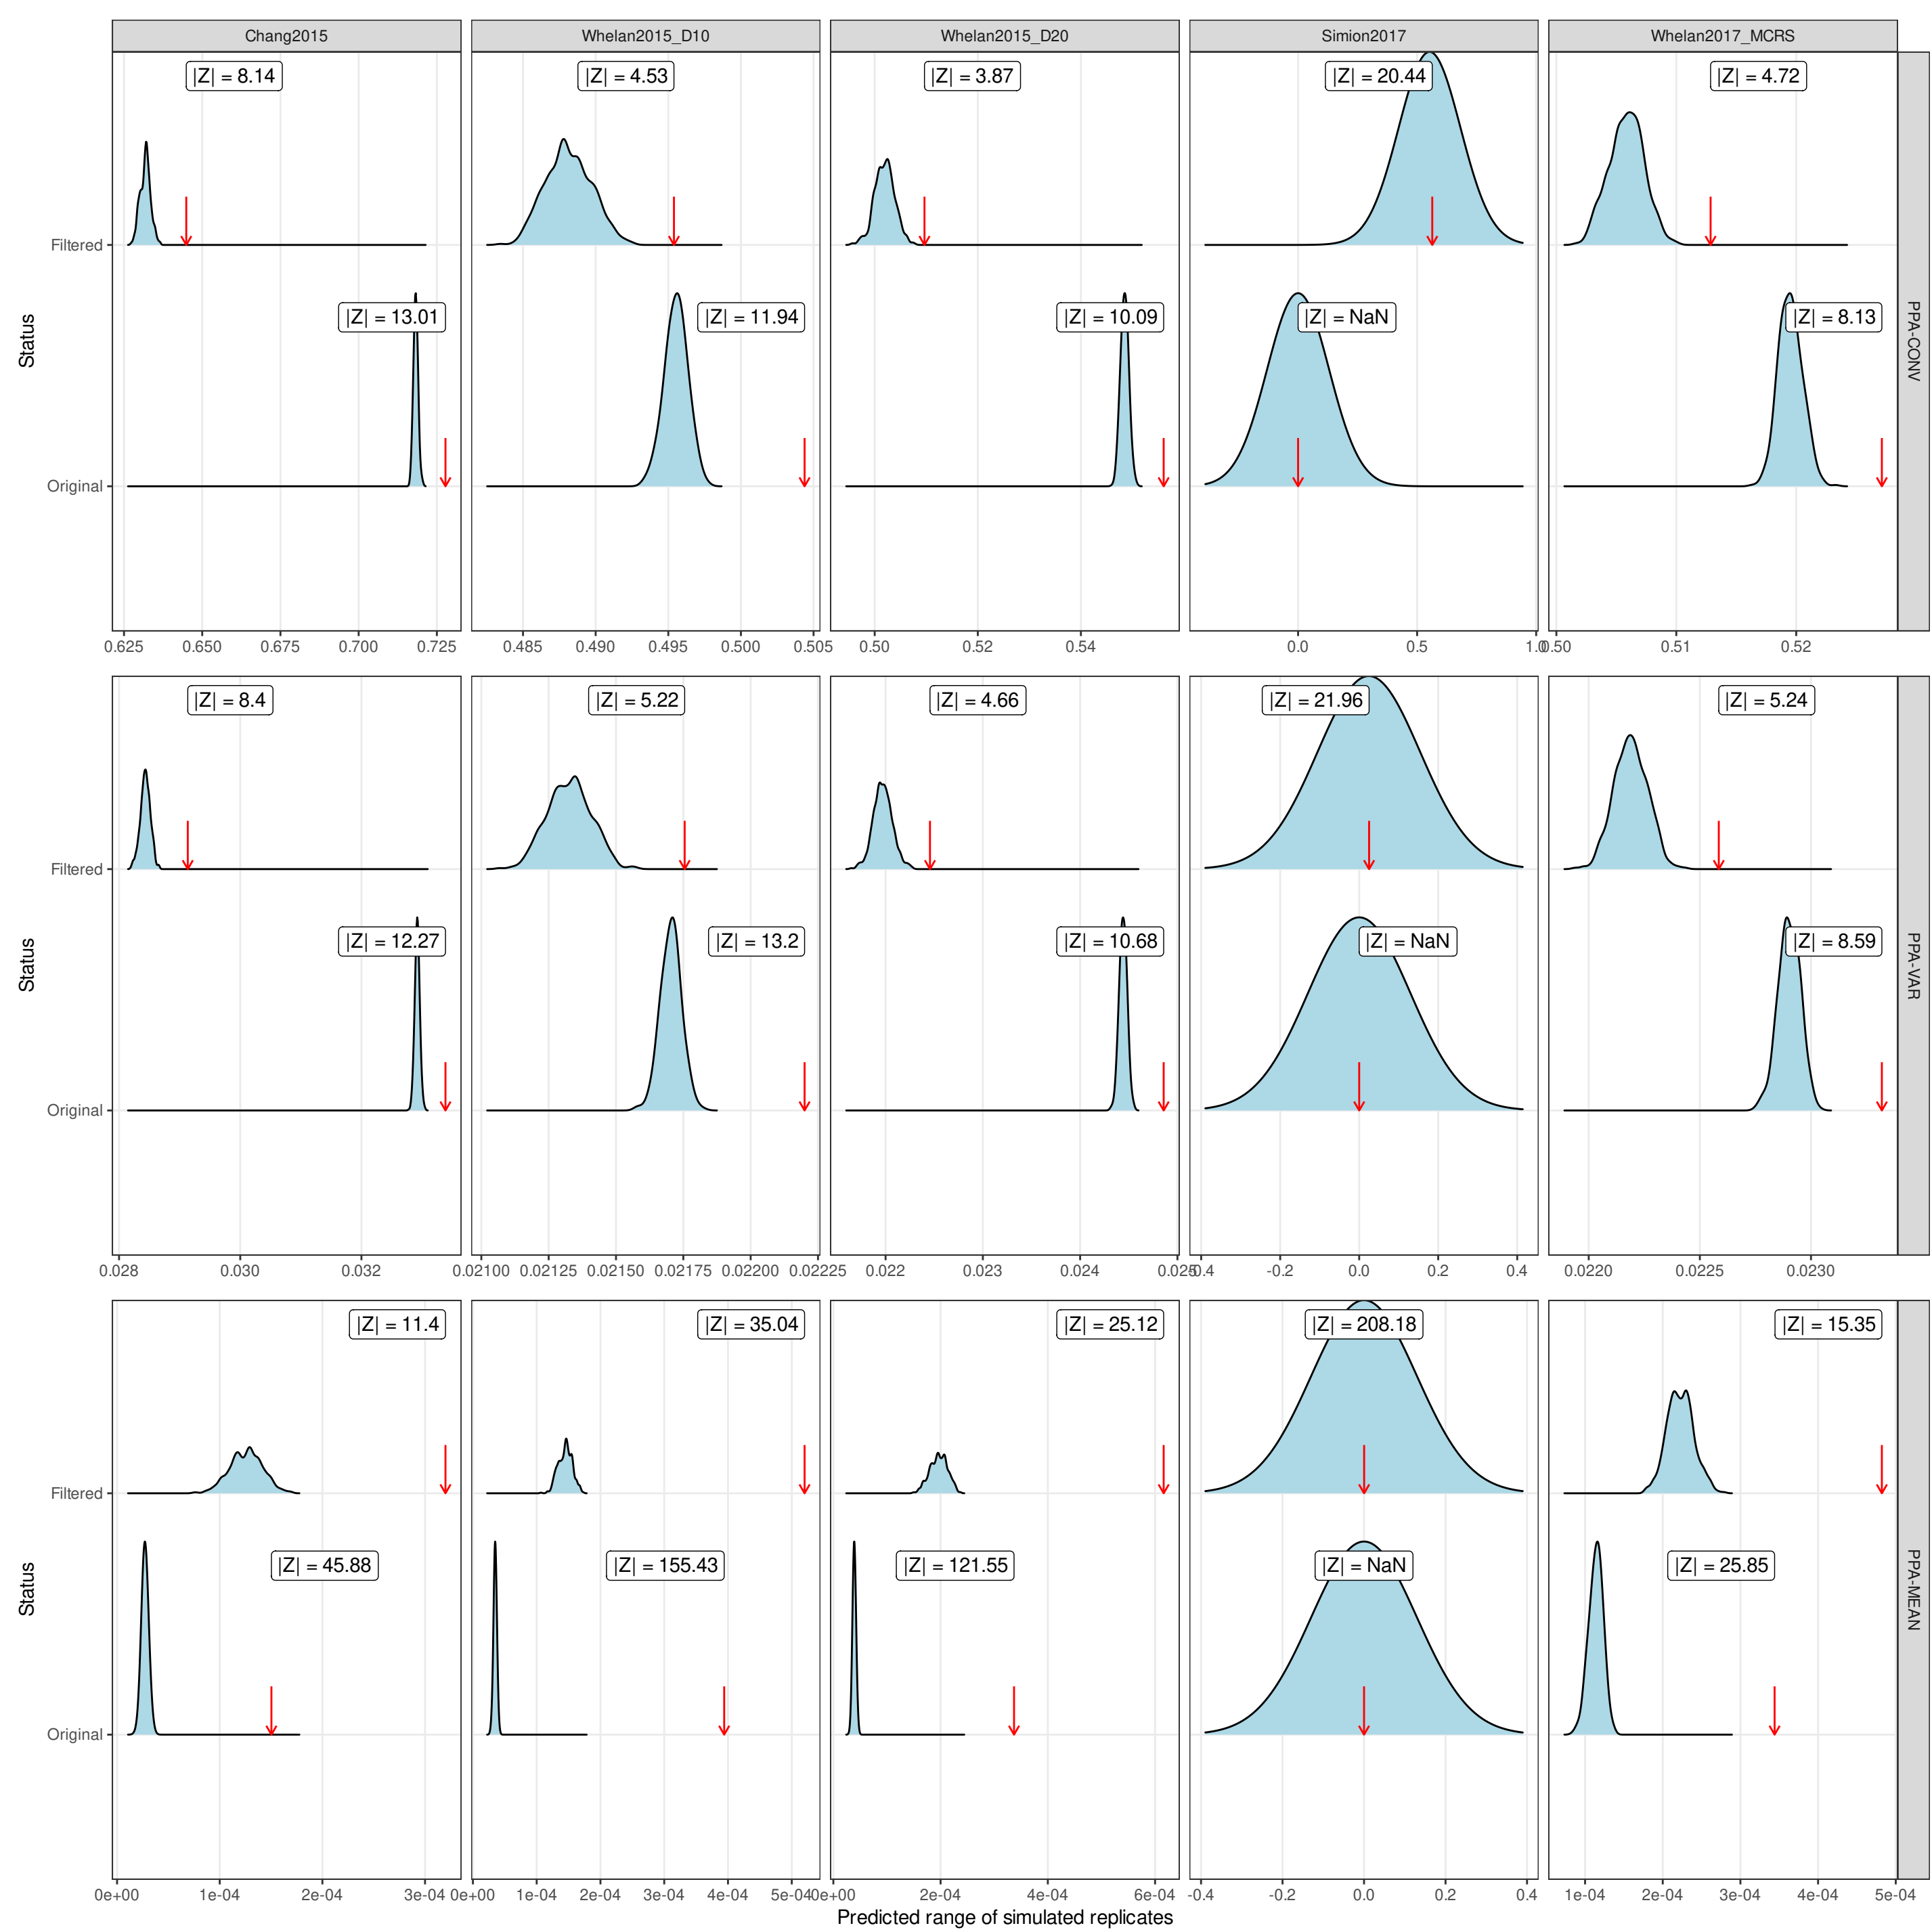 Chang2015 Whelan2015_D10 Whelan2015_D20 Simion2017 Whelan2017_MCRS
|Z| = 8.14 |Z| = 4.53 |Z| = 3.87 |Z| = 20.44 |Z| = 4.72
Filtered
|Z| = 13.01 |Z| = 11.94 |Z| = 10.09 |Z| = NaN |Z| = 8.13
Status
PPA-CONV
Original
0.625 0.650 0.675 0.700 0.725 0.485 0.490 0.495 0.500 0.505 0.50 0.52 0.54 0.0 0.5 1.0 0.50 0.51 0.52
|Z| = 8.4 |Z| = 5.22 |Z| = 4.66 |Z| = 21.96 |Z| = 5.24
Filtered
|Z| = 12.27 |Z| = 13.2 |Z| = 10.68 |Z| = NaN |Z| = 8.59
Status
PPA-VAR
Original
0.028 0.030 0.032 0.02100 0.02125 0.02150 0.02175 0.02200 0.02225 0.022 0.023 0.024 0.025 -0.4 -0.2 0.0 0.2 0.4 0.0220 0.0225 0.0230
|Z| = 11.4 |Z| = 35.04 |Z| = 25.12 |Z| = 208.18 |Z| = 15.35
Filtered
|Z| = 45.88 |Z| = 155.43 |Z| = 121.55 |Z| = NaN |Z| = 25.85
Status
PPA-MEAN
Original
0e+00 1e-04 2e-04 3e-04 0e+00 1e-04 2e-04 3e-04 4e-04 5e-04 0e+00 2e-04 4e-04 6e-04 -0.4 -0.2 0.0 0.2 0.4 1e-04 2e-04 3e-04 4e-04 5e-04
Predicted range of simulated replicates